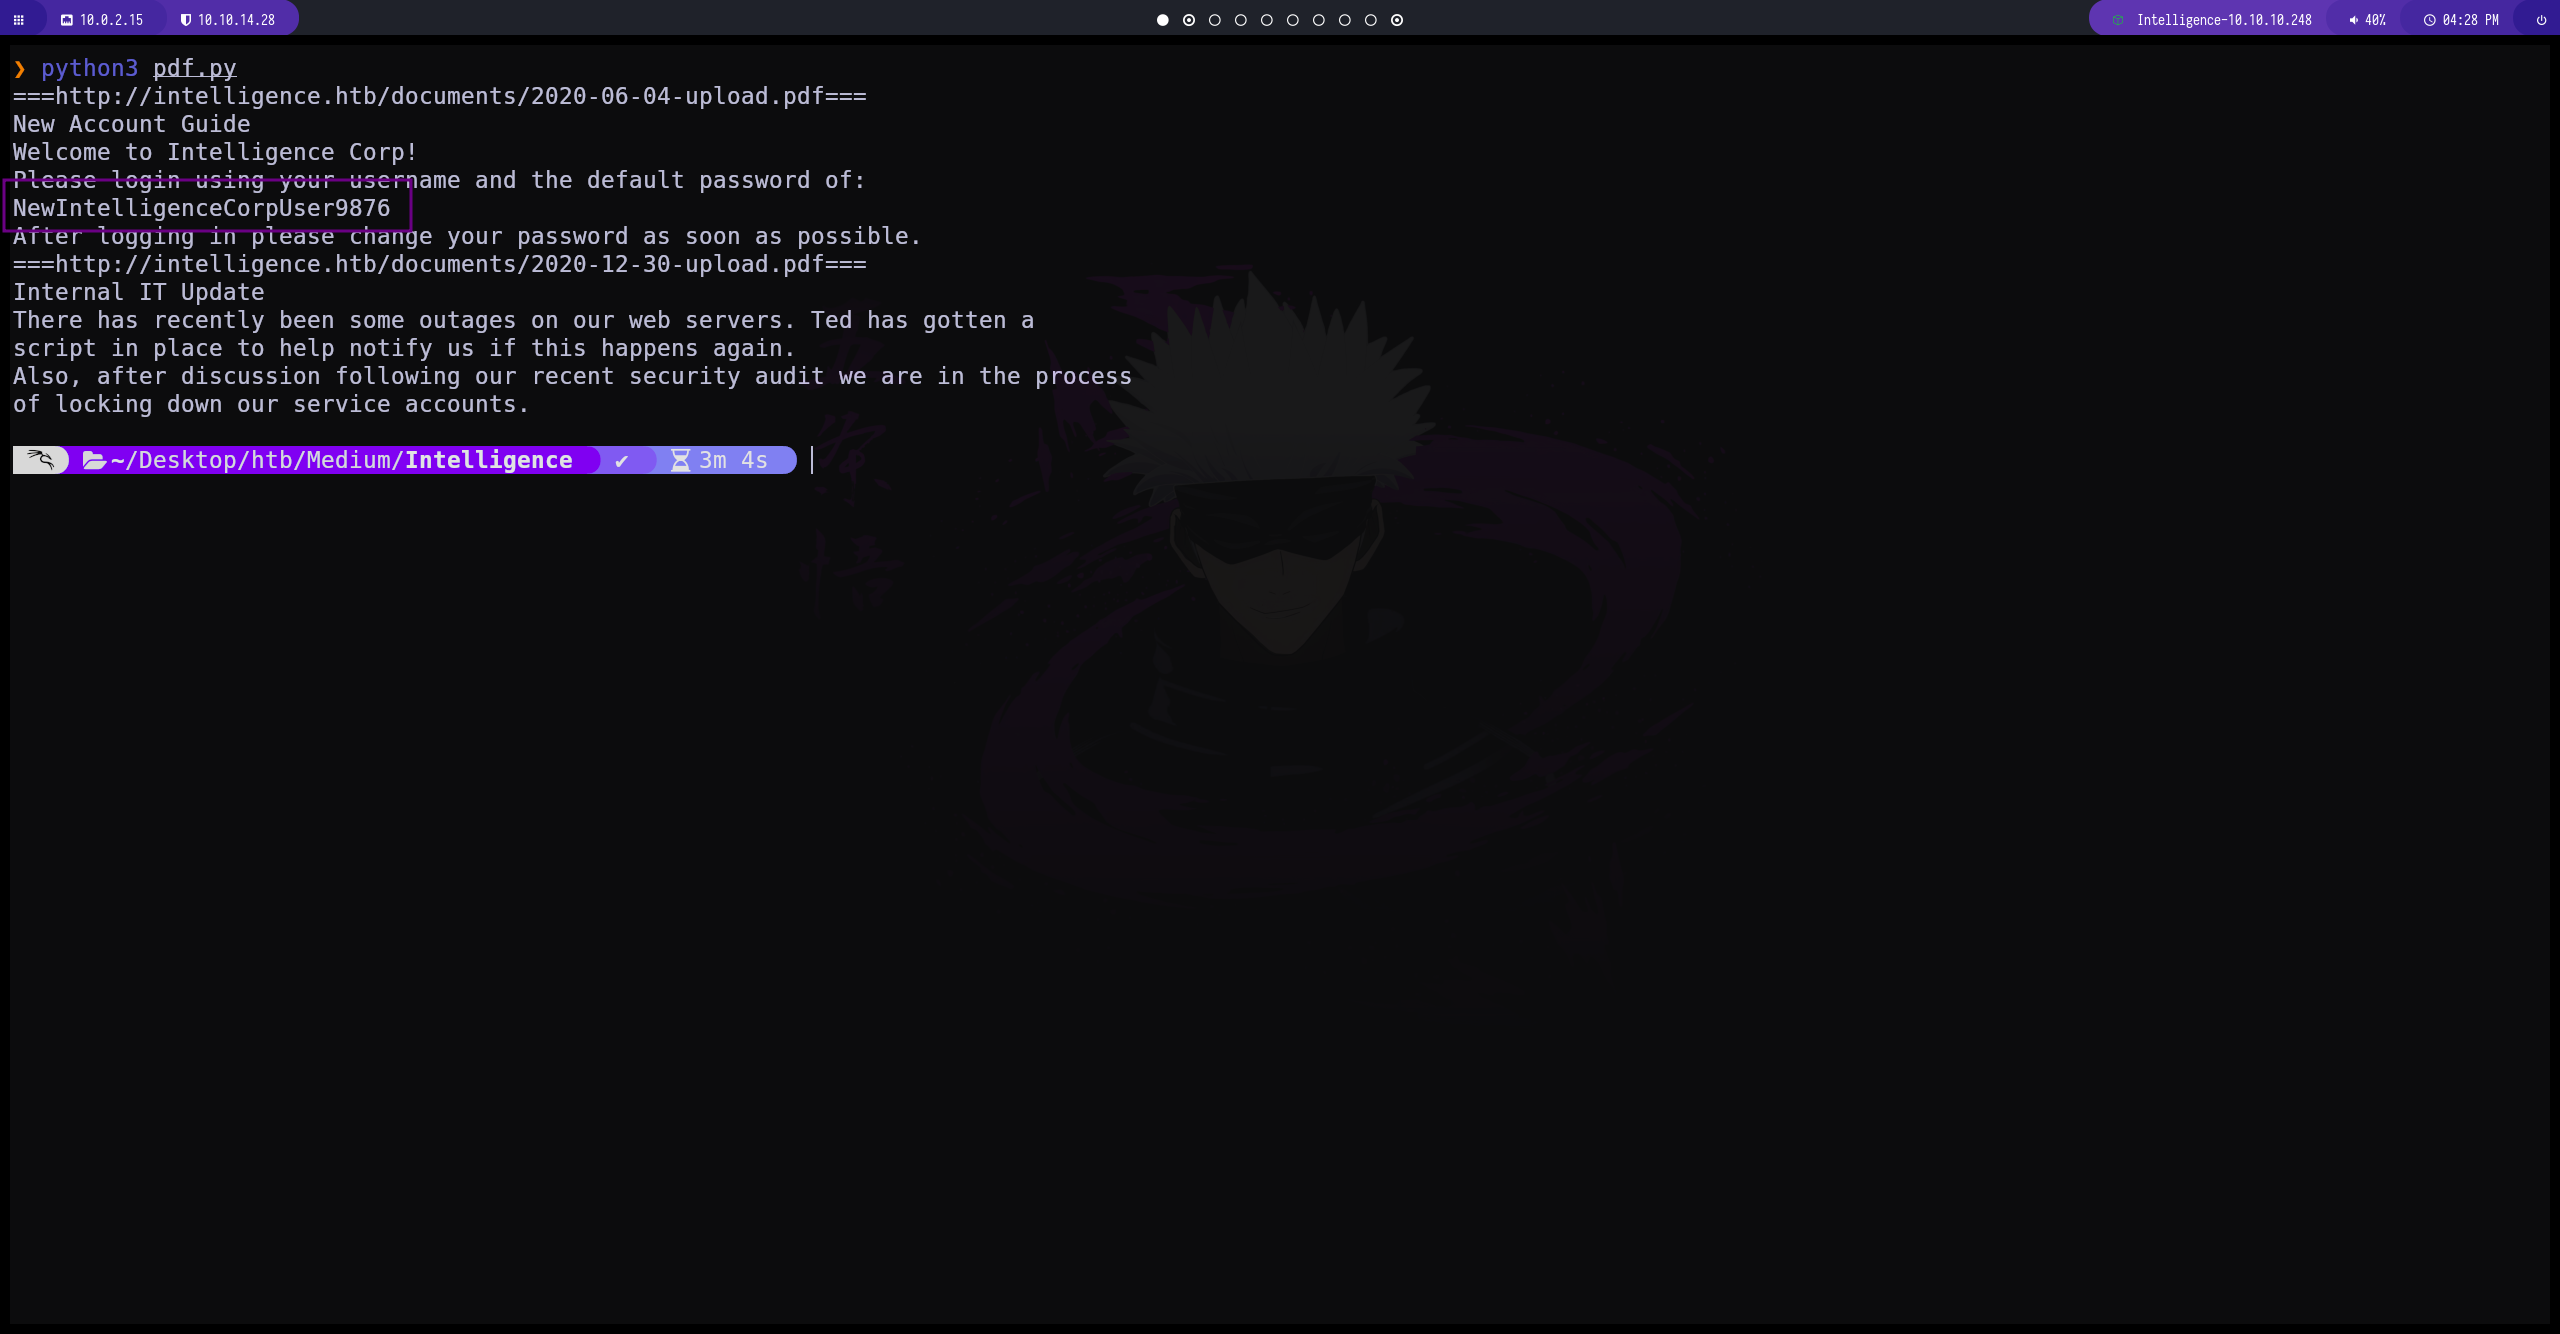 10.0.2.15 10.10.14.28 Intelligence-10.10.10.248 40% 04:28 PM
❯ python3 pdf.py
===http://intelligence.htb/documents/2020-06-04-upload.pdf===
New Account Guide
Welcome to Intelligence Corp!
Please login using your username and the default password of:
NewIntelligenceCorpUser9876
After logging in please change your password as soon as possible.
===http://intelligence.htb/documents/2020-12-30-upload.pdf===
Internal IT Update
There has recently been some outages on our web servers. Ted has gotten a
script in place to help notify us if this happens again.
Also, after discussion following our recent security audit we are in the process
of locking down our service accounts.
~/Desktop/htb/Medium/Intelligence ✔ 3m 4s